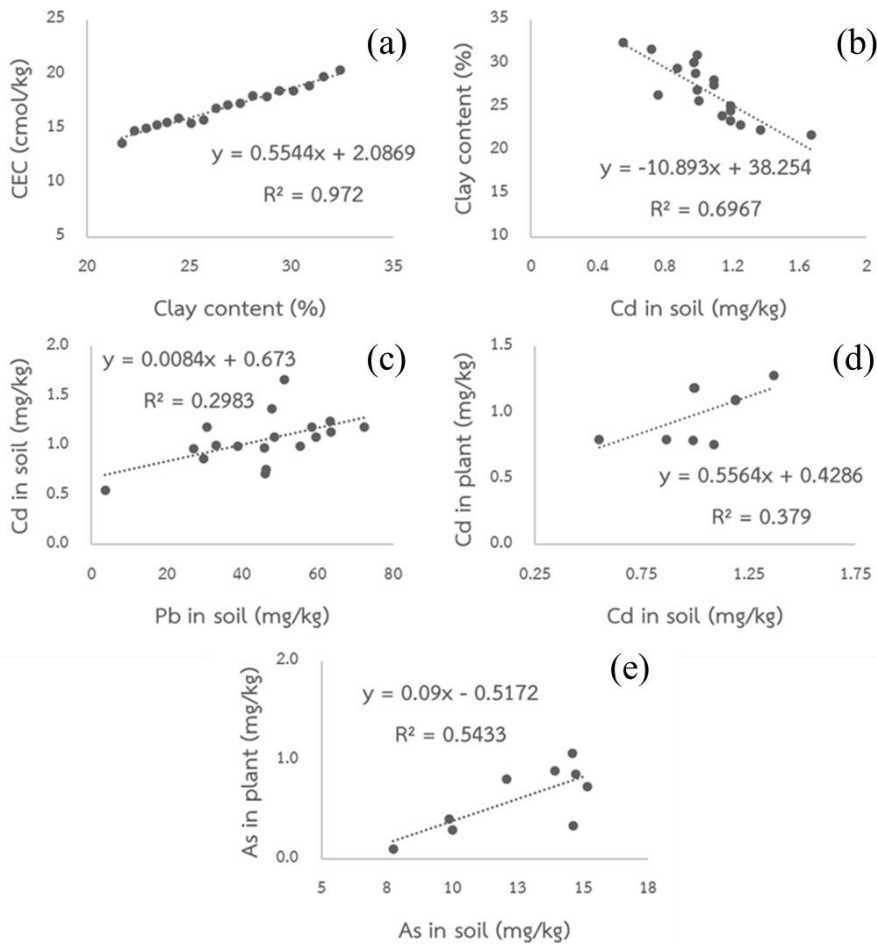 (a)
CEC (cmol/kg)
25
20
15
10
5
y = 0.5544x + 2.0869
R² = 0.972
20 25 30 35
Clay content (%)
(b)
Clay content (%)
35
30
25
20
15
10
y = -10.893x + 38.254
R² = 0.6967
0 0.4 0.8 1.2 1.6 2
Cd in soil (mg/kg)
(c)
Cd in soil (mg/kg)
2.0
1.5
1.0
0.5
0.0
y = 0.0084x + 0.673
R² = 0.2983
0 20 40 60 80
Pb in soil (mg/kg)
(d)
Cd in plant (mg/kg)
1.5
1.0
0.5
0.0
y = 0.5564x + 0.4286
R² = 0.379
0.25 0.75 1.25 1.75
Cd in soil (mg/kg)
(e)
As in plant (mg/kg)
2.0
1.0
0.0
y = 0.09x - 0.5172
R² = 0.5433
5 8 10 13 15 18
As in soil (mg/kg)